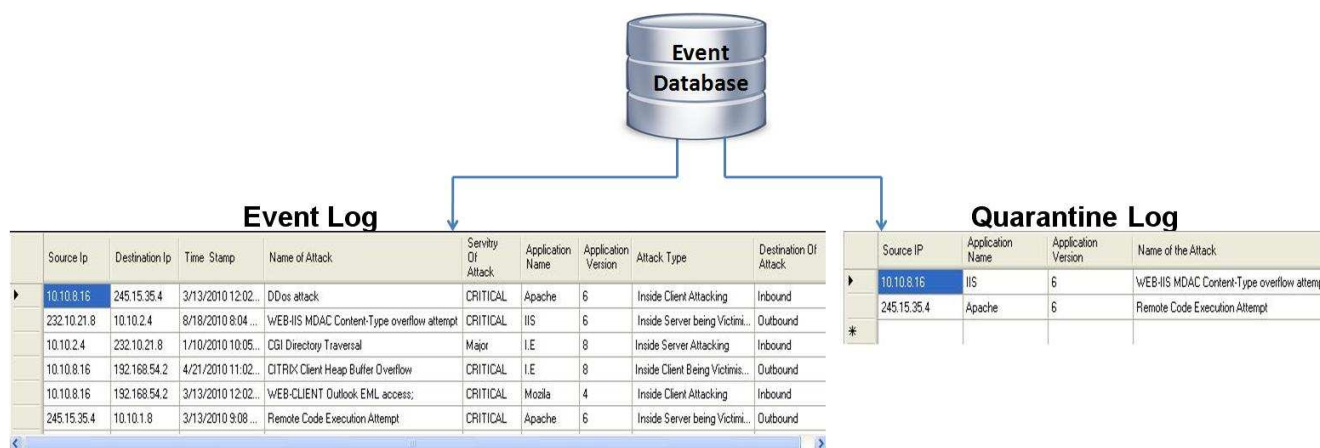 Event
Database
Event Log
Quarantine Log
Source Ip Destination Ip Time Stamp Name of Attack Servitry Of Attack Application Name Application Version Attack Type Destination Of Attack
10.10.8.16 245.15.35.4 3/13/2010 12:02... DDos attack CRITICAL Apache 6 Inside Client Attacking Inbound
232.10.21.8 10.10.2.4 8/18/2010 8:04 ... WEB-IIS MDAC Content-Type overflow attempt CRITICAL IIS 6 Inside Server being Victimi... Outbound
10.10.2.4 232.10.21.8 1/10/2010 10:05... CGI Directory Traversal Major I.E 8 Inside Server Attacking Inbound
10.10.8.16 192.168.54.2 4/21/2010 11:02... CITRIX Client Heap Buffer Overflow CRITICAL I.E 8 Inside Client Being Victimis... Outbound
10.10.8.16 192.168.54.2 3/13/2010 12:02... WEB-CLIENT Outlook EML access; CRITICAL Mozila 4 Inside Client Attacking Inbound
245.15.35.4 10.10.1.8 3/13/2010 9:08 ... Remote Code Execution Attempt CRITICAL Apache 6 Inside Server being Victimi... Outbound
Source IP Application Name Application Version Name of the Attack
10.10.8.16 IIS 6 WEB-IIS MDAC Content-Type overflow attemp
245.15.35.4 Apache 6 Remote Code Execution Attempt